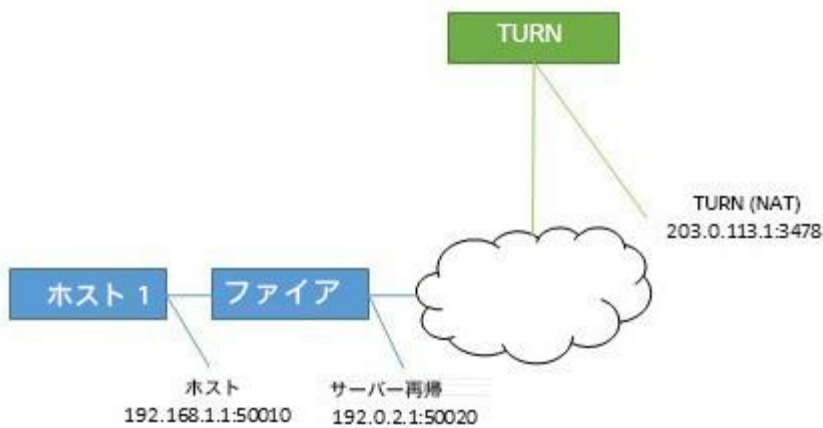 TURN
TURN (NAT)
203.0.113.1:3478
ホスト 1
ファイア
ホスト
192.168.1.1:50010
サーバー再帰
192.0.2.1:50020